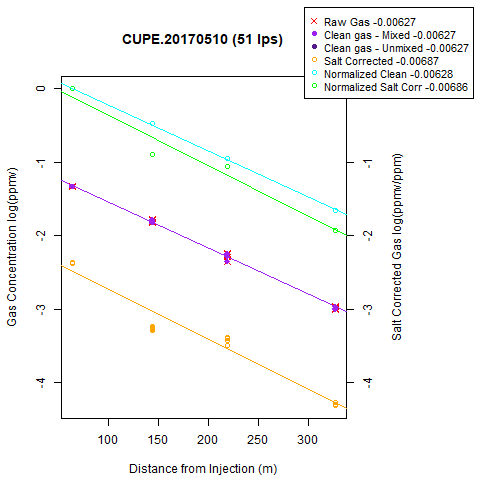 CUPE.20170510 (51 lps)
Raw Gas -0.00627
Clean gas - Mixed -0.00627
Clean gas - Unmixed -0.00627
Salt Corrected -0.00687
Normalized Clean -0.00628
Normalized Salt Corr -0.00686
Gas Concentration log(ppmv)
0
-1
-2
-3
-4
0
-1
-2
-3
-4
Salt Corrected Gas log(ppmv/ppm)
100 150 200 250 300
Distance from Injection (m)